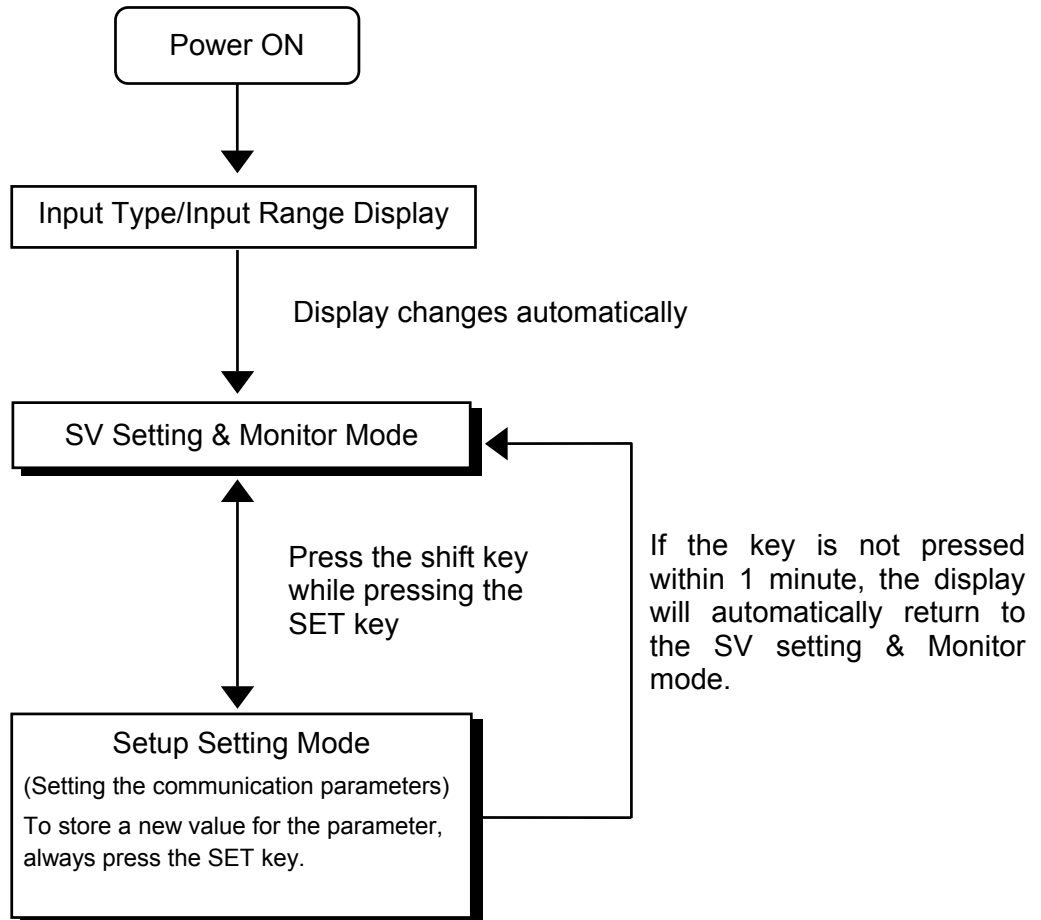 Power ON
Input Type/Input Range Display
Display changes automatically
SV Setting & Monitor Mode
Press the shift key
while pressing the
SET key
If the key is not pressed
within 1 minute, the display
will automatically return to
the SV setting & Monitor
mode.
Setup Setting Mode
(Setting the communication parameters)
To store a new value for the parameter,
always press the SET key.